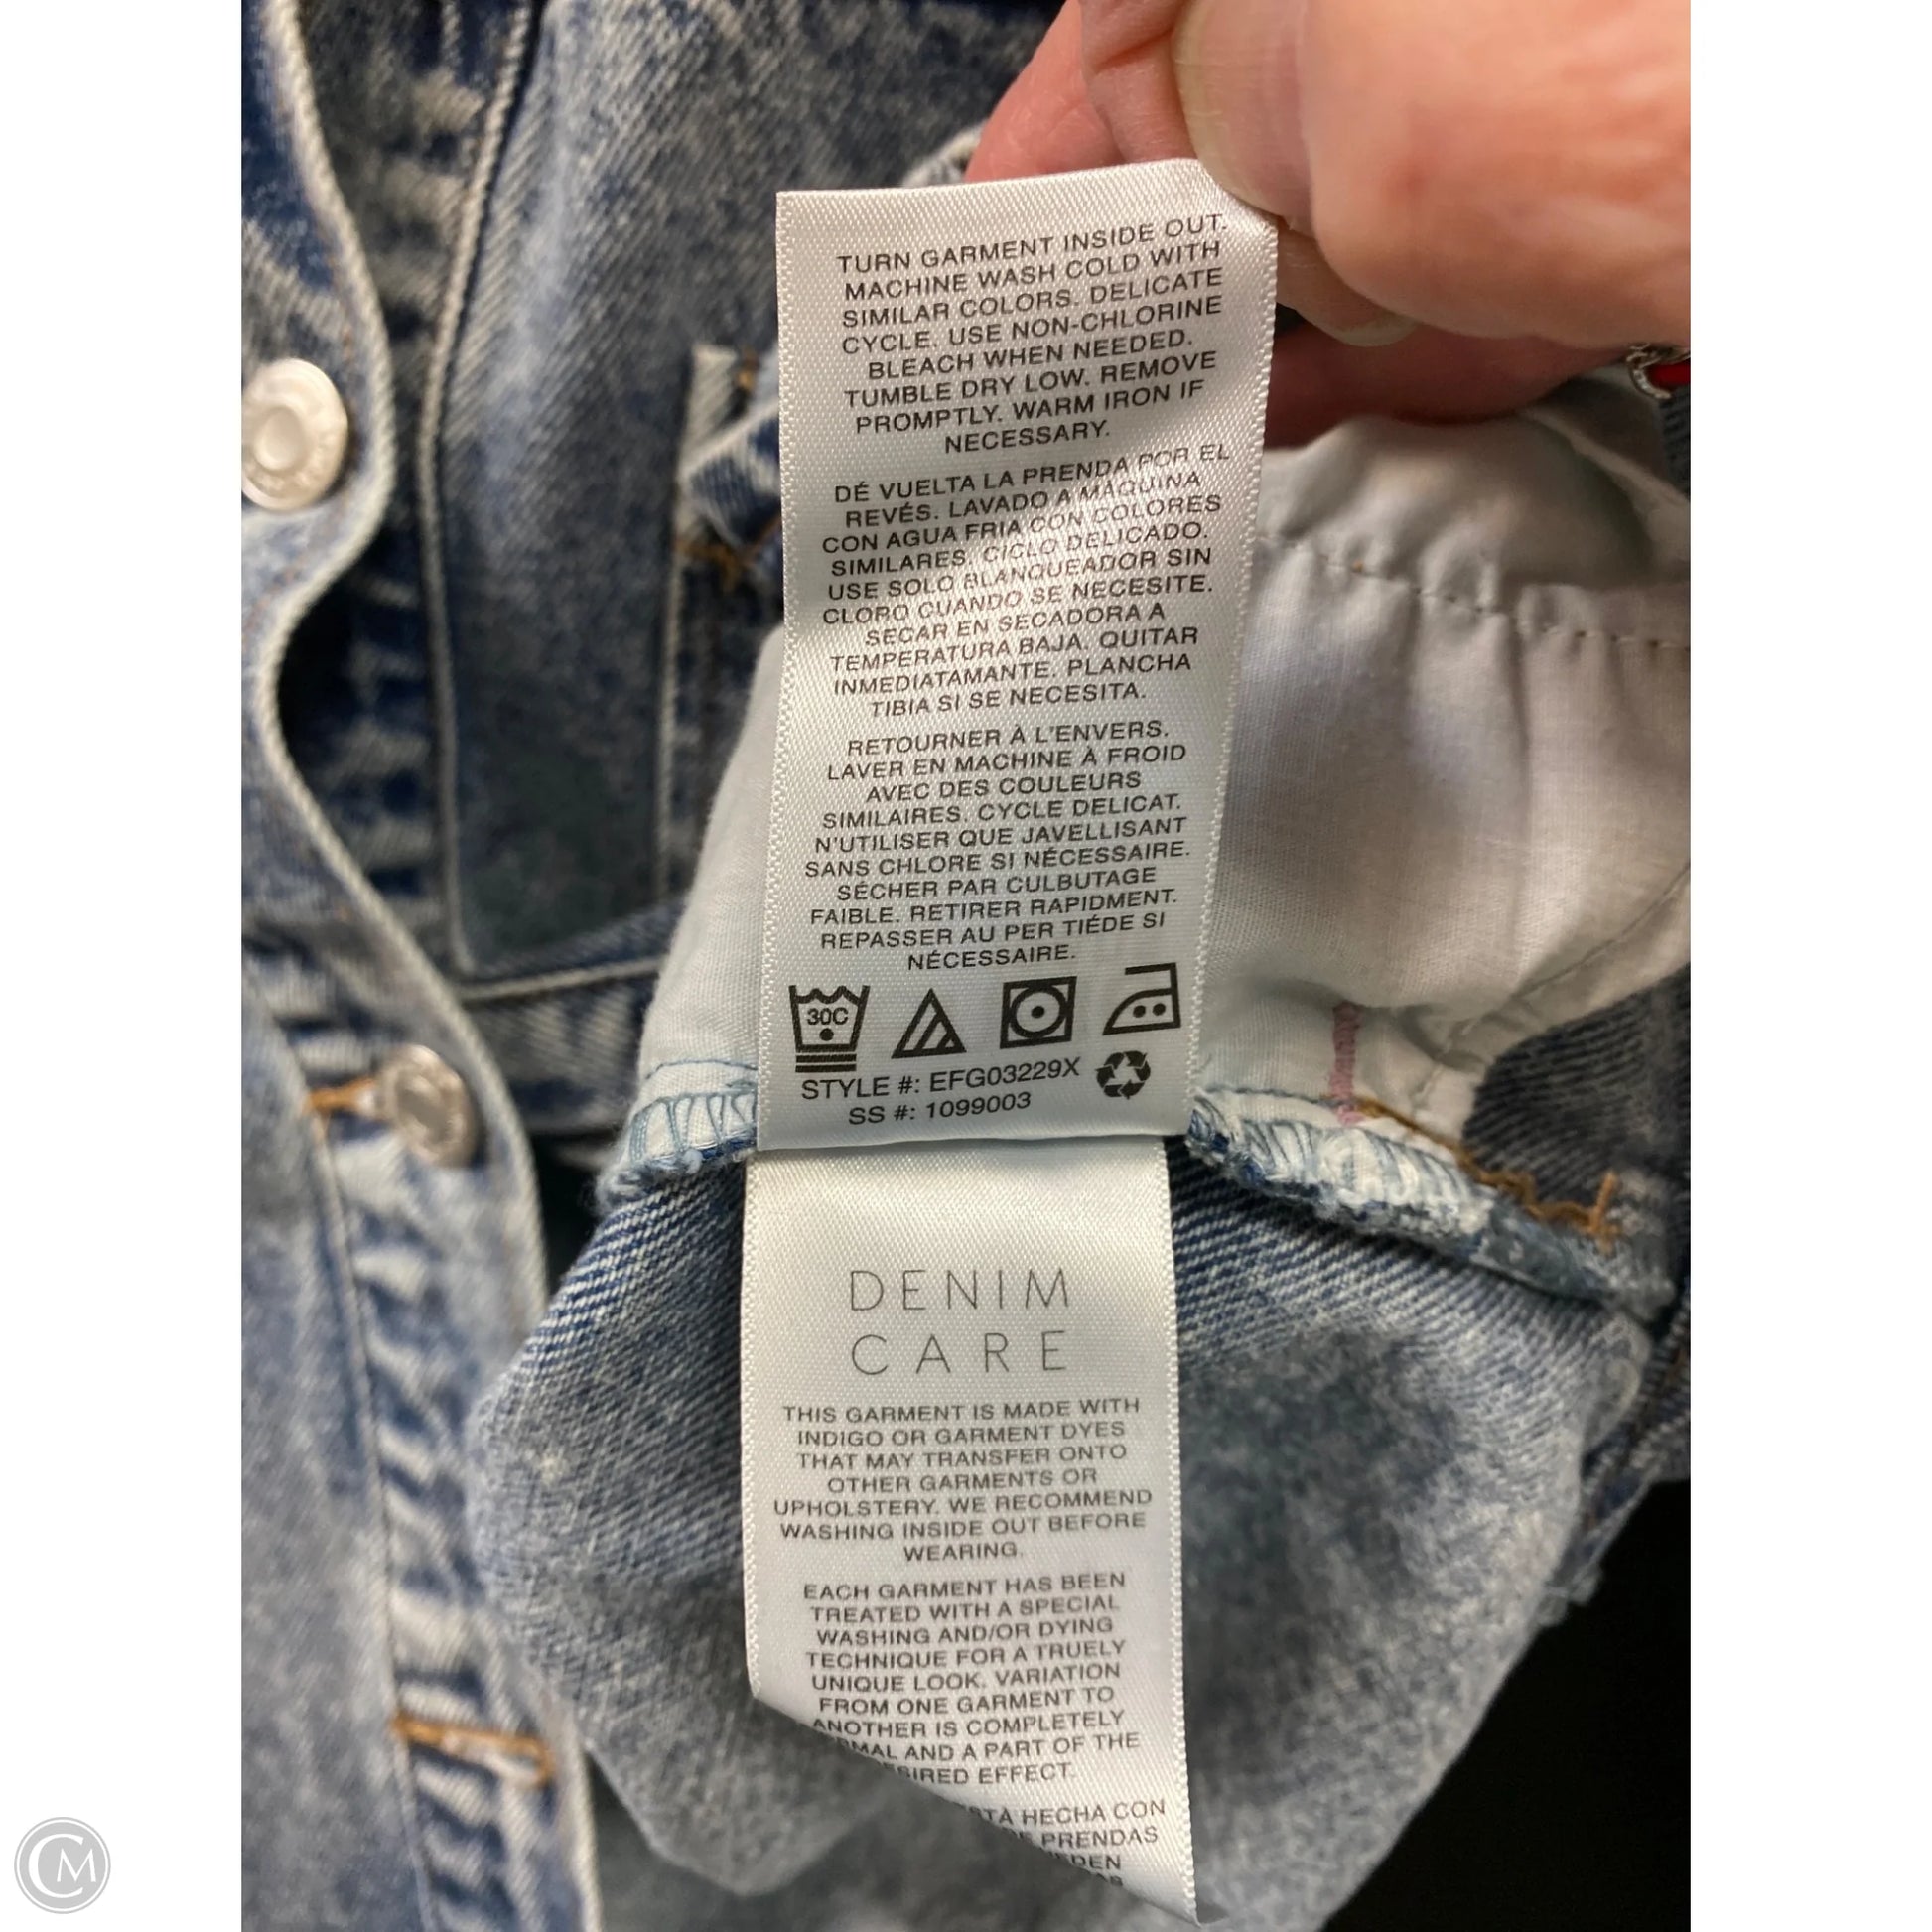 TURN GARMENT INSIDE OUT.
MACHINE WASH COLD WITH
SIMILAR COLORS. DELICATE
CYCLE. USE NON-CHLORINE
BLEACH WHEN NEEDED.
TUMBLE DRY LOW. REMOVE
PROMPTLY. WARM IRON IF
NECESSARY.
DÉ VUELTA LA PRENDA POR EL
REVÉS. LAVADO A MÁQUINA
CON AGUA FRIA CON COLORES
SIMILARES. CICLO DELICADO.
USE SOLO BLANQUEADOR SIN
CLORO CUANDO SE NECESITE.
SECAR EN SECADORA A
TEMPERATURA BAJA. QUITAR
INMEDIATAMANTE. PLANCHA
TIBIA SI SE NECESITA.
RETOURNER À L'ENVERS.
LAVER EN MACHINE À FROID
AVEC DES COULEURS
SIMILAIRES. CYCLE DELICAT.
N'UTILISER QUE JAVELLISANT
SANS CHLORE SI NÉCESSAIRE.
SÉCHER PAR CULBUTAGE
FAIBLE. RETIRER RAPIDMENT.
REPASSER AU PER TIÉDE SI
NÉCESSAIRE.
30C
STYLE #: EFG03229X
SS #: 1099003
DENIM
CARE
THIS GARMENT IS MADE WITH
INDIGO OR GARMENT DYES
THAT MAY TRANSFER ONTO
OTHER GARMENTS OR
UPHOLSTERY. WE RECOMMEND
WASHING INSIDE OUT BEFORE
WEARING.
EACH GARMENT HAS BEEN
TREATED WITH A SPECIAL
WASHING AND/OR DYING
TECHNIQUE FOR A TRUELY
UNIQUE LOOK. VARIATION
FROM ONE GARMENT TO
ANOTHER IS COMPLETELY
AND A PART OF THE
EFFECT.
HECHA CON
PRENDAS
CM